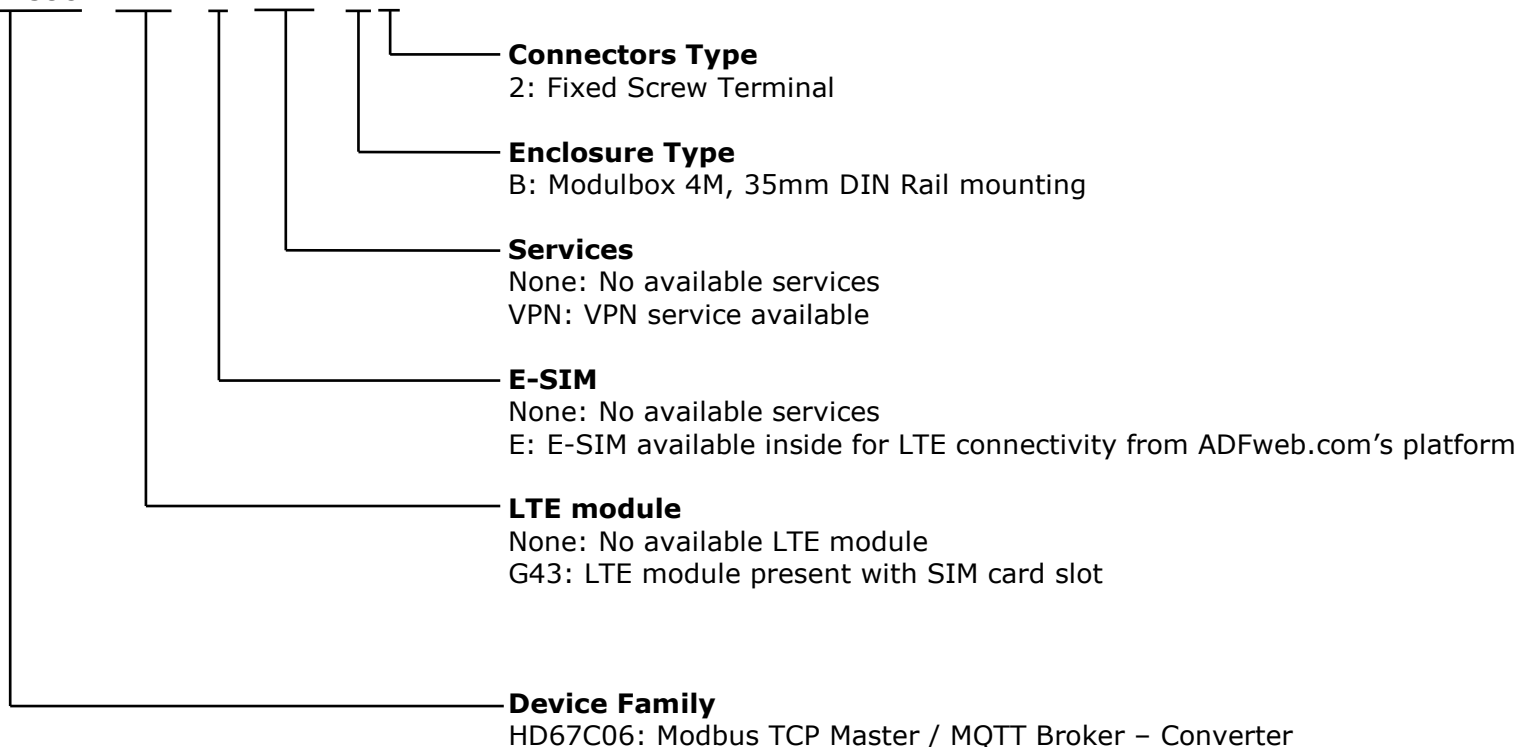 Connectors Type
2: Fixed Screw Terminal
Enclosure Type
B: Modulbox 4M, 35mm DIN Rail mounting
Services
None: No available services
VPN: VPN service available
E-SIM
None: No available services
E: E-SIM available inside for LTE connectivity from ADFweb.com’s platform
LTE module
None: No available LTE module
G43: LTE module present with SIM card slot
Device Family
HD67C06: Modbus TCP Master / MQTT Broker – Converter